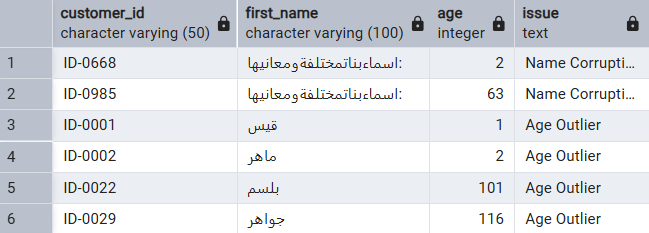 customer_id first_name age issue
character varying (50) character varying (100) integer text
1 ID-0668 اسماءبناتمختلفةومعانيها: 2 Name Corrupti...
2 ID-0985 اسماءبناتمختلفةومعانيها: 63 Name Corrupti...
3 ID-0001 قيس 1 Age Outlier
4 ID-0002 ماهر 2 Age Outlier
5 ID-0022 بلسم 101 Age Outlier
6 ID-0029 جواهر 116 Age Outlier